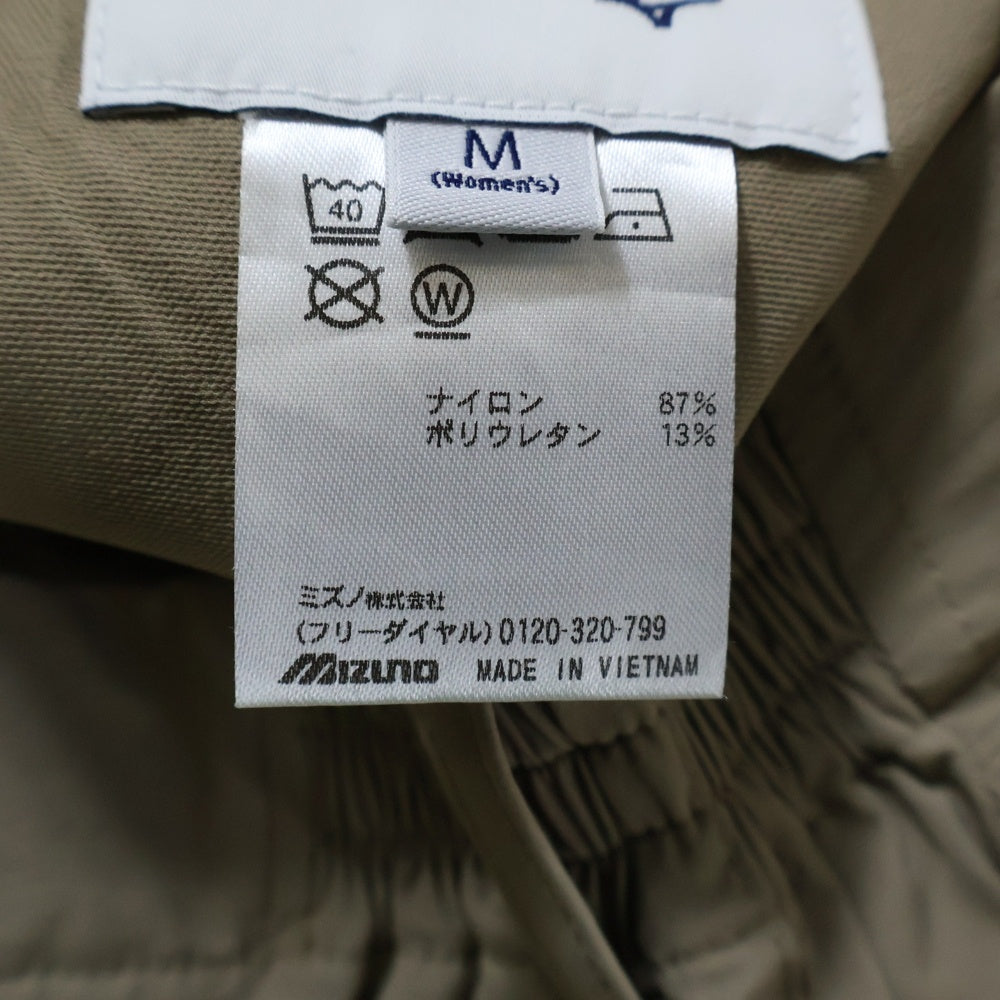 M
(Women's)
40
W
ナイロン 87%
ポリウレタン 13%
ミズノ株式会社
(フリーダイヤル)0120-320-799
Mizuno MADE IN VIETNAM